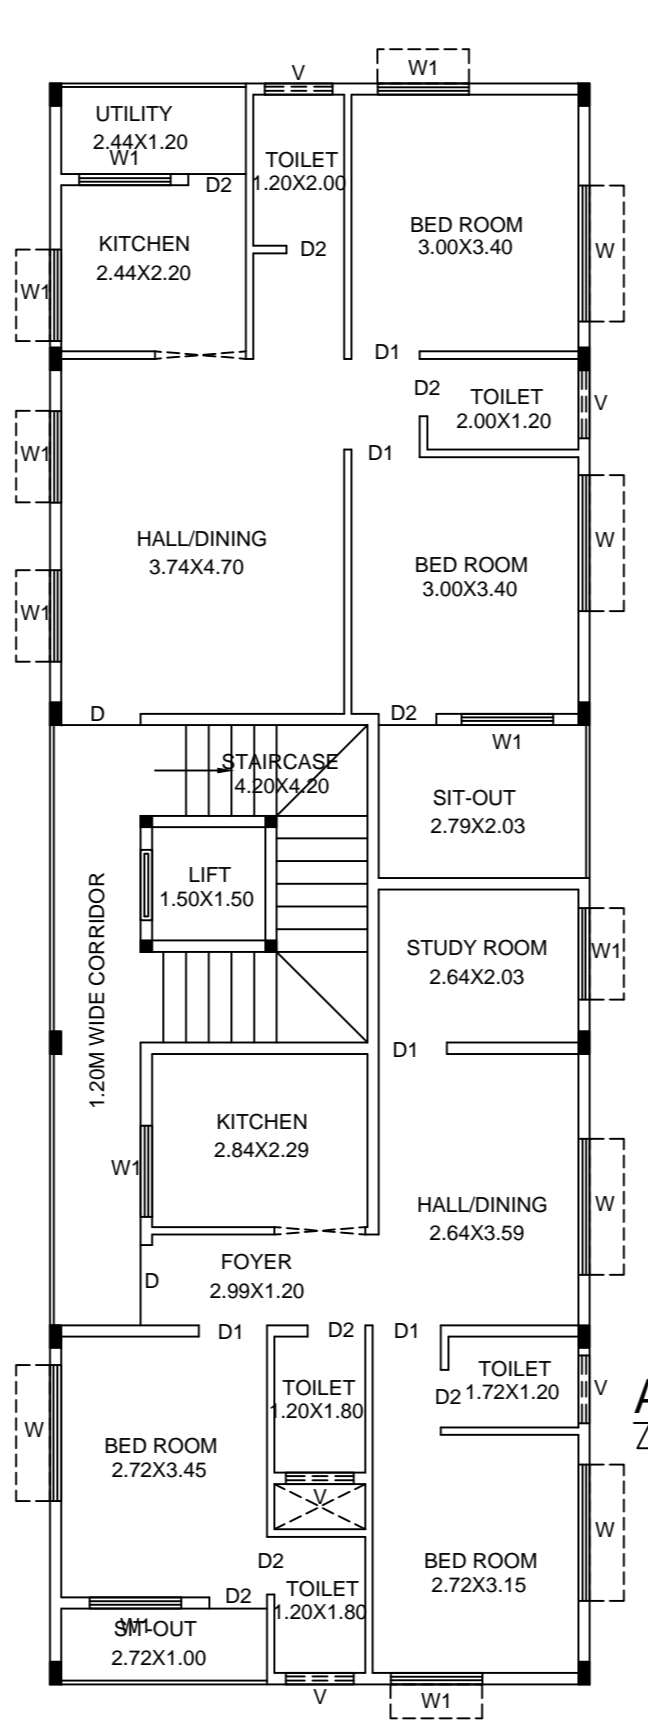 V
W1
UTILITY
2.44X1.20
W1
D2
TOILET
1.20X2.00
BED ROOM
3.00X3.40
W
KITCHEN
2.44X2.20
D2
W1
D1
D2
TOILET
2.00X1.20
V
W1
D1
HALL/DINING
3.74X4.70
BED ROOM
3.00X3.40
W
W1
D
D2
W1
STAIRCASE
4.20X4.20
SIT-OUT
2.79X2.03
LIFT
1.50X1.50
1.20M WIDE CORRIDOR
STUDY ROOM
2.64X2.03
W1
D1
KITCHEN
2.84X2.29
W1
HALL/DINING
2.64X3.59
W
FOYER
2.99X1.20
D
D1
D2
D1
TOILET
1.20X1.80
TOILET
1.72X1.20
D2
V
A
W
BED ROOM
2.72X3.45
V
W
D2
BED ROOM
2.72X3.15
TOILET
1.20X1.80
D2
W1
SIT-OUT
2.72X1.00
V
W1